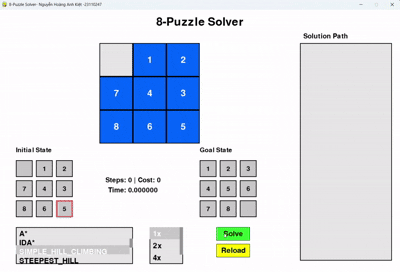 8-Puzzle Solver- Nguyễn Hoàng Anh Kiệt -23110247
8-Puzzle Solver
Solution Path
1 2
7 4 3
8 6 5
Initial State
Goal State
1 2
7 4 3
8 6 5
Steps: 0 | Cost: 0
Time: 0.000000
1 2 3
4 5 6
7 8
A*
IDA*
SIMPLE_HILL_CLIMBING
STEEPEST_HILL
1x
2x
4x
Solve
Reload